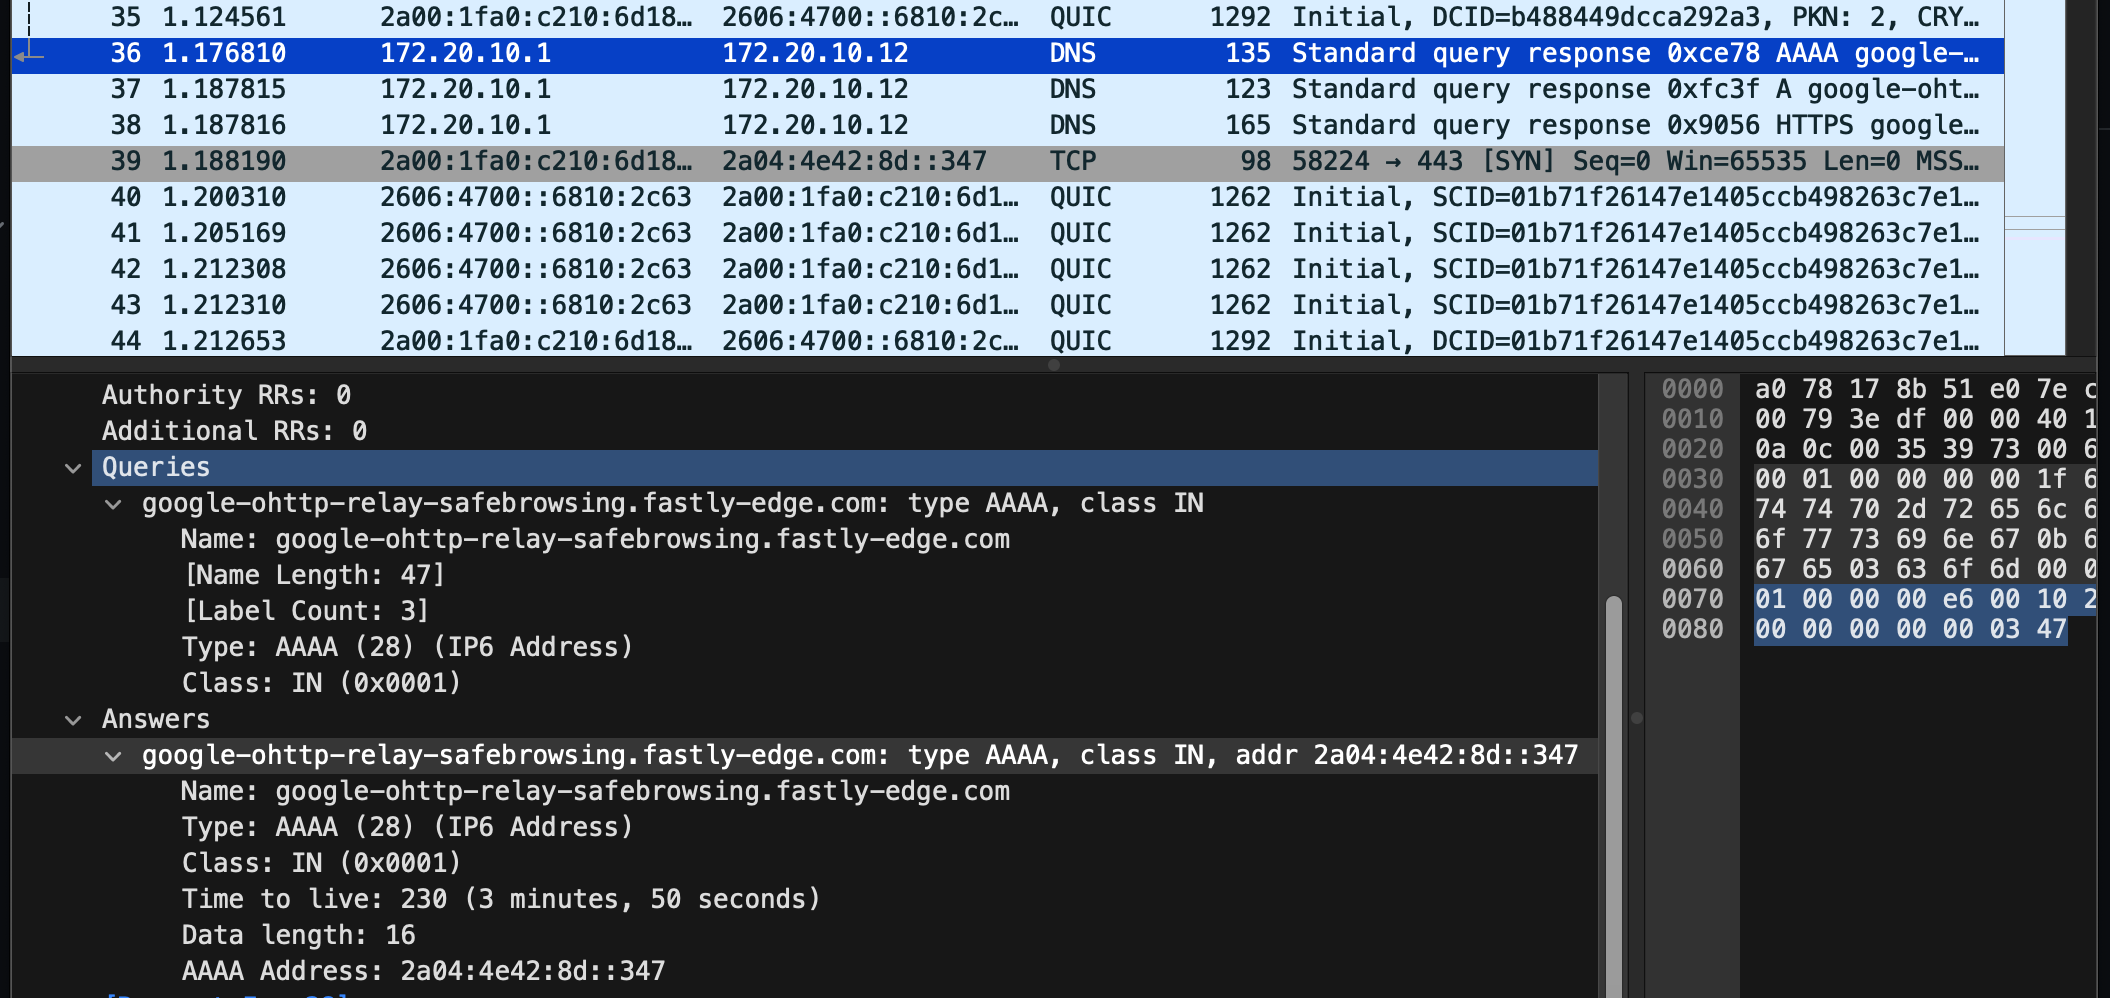 35 1.124561 2a00:1fa0:c210:6d18… 2606:4700::6810:2c… QUIC 1292 Initial, DCID=b488449dcca292a3, PKN: 2, CRY…
36 1.176810 172.20.10.1 172.20.10.12 DNS 135 Standard query response 0xce78 AAAA google-…
37 1.187815 172.20.10.1 172.20.10.12 DNS 123 Standard query response 0xfc3f A google-oht…
38 1.187816 172.20.10.1 172.20.10.12 DNS 165 Standard query response 0x9056 HTTPS google…
39 1.188190 2a00:1fa0:c210:6d18… 2a04:4e42:8d::347 TCP 98 58224 → 443 [SYN] Seq=0 Win=65535 Len=0 MSS…
40 1.200310 2606:4700::6810:2c63 2a00:1fa0:c210:6d1… QUIC 1262 Initial, SCID=01b71f26147e1405ccb498263c7e1…
41 1.205169 2606:4700::6810:2c63 2a00:1fa0:c210:6d1… QUIC 1262 Initial, SCID=01b71f26147e1405ccb498263c7e1…
42 1.212308 2606:4700::6810:2c63 2a00:1fa0:c210:6d1… QUIC 1262 Initial, SCID=01b71f26147e1405ccb498263c7e1…
43 1.212310 2606:4700::6810:2c63 2a00:1fa0:c210:6d1… QUIC 1262 Initial, SCID=01b71f26147e1405ccb498263c7e1…
44 1.212653 2a00:1fa0:c210:6d18… 2606:4700::6810:2c… QUIC 1292 Initial, DCID=01b71f26147e1405ccb498263c7e1…
Authority RRs: 0
Additional RRs: 0
Queries
google-ohttp-relay-safebrowsing.fastly-edge.com: type AAAA, class IN
Name: google-ohttp-relay-safebrowsing.fastly-edge.com
[Name Length: 47]
[Label Count: 3]
Type: AAAA (28) (IP6 Address)
Class: IN (0x0001)
Answers
google-ohttp-relay-safebrowsing.fastly-edge.com: type AAAA, class IN, addr 2a04:4e42:8d::347
Name: google-ohttp-relay-safebrowsing.fastly-edge.com
Type: AAAA (28) (IP6 Address)
Class: IN (0x0001)
Time to live: 230 (3 minutes, 50 seconds)
Data length: 16
AAAA Address: 2a04:4e42:8d::347
0000 a0 78 17 8b 51 e0 7e
0010 00 79 3e df 00 00 40
0020 0a 0c 00 35 39 73 00
0030 00 01 00 00 00 00 1f
0040 74 74 70 2d 72 65 6c
0050 6f 77 73 69 6e 67 0b
0060 67 65 03 63 6f 6d 00
0070 01 00 00 00 e6 00 10
0080 00 00 00 00 00 03 47